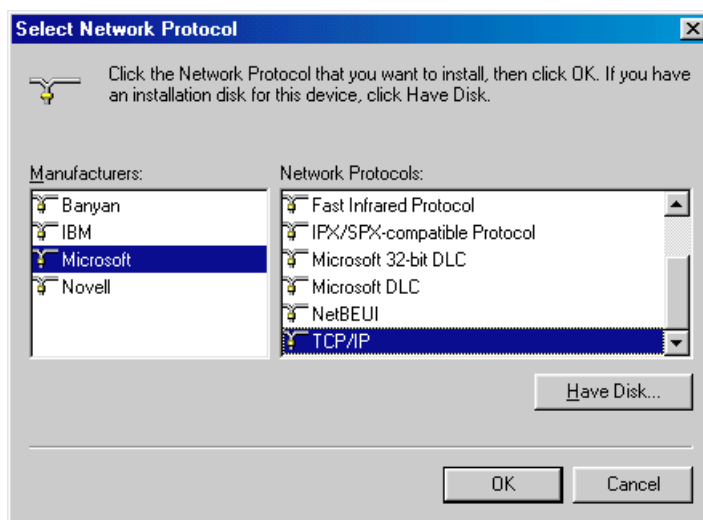 Select Network Protocol
Click the Network Protocol that you want to install, then click OK. If you have
an installation disk for this device, click Have Disk.
Manufacturers:
Banyan
IBM
Microsoft
Novell
Network Protocols:
Fast Infrared Protocol
IPX/SPX-compatible Protocol
Microsoft 32-bit DLC
Microsoft DLC
NetBEUI
TCP/IP
Have Disk...
OK
Cancel